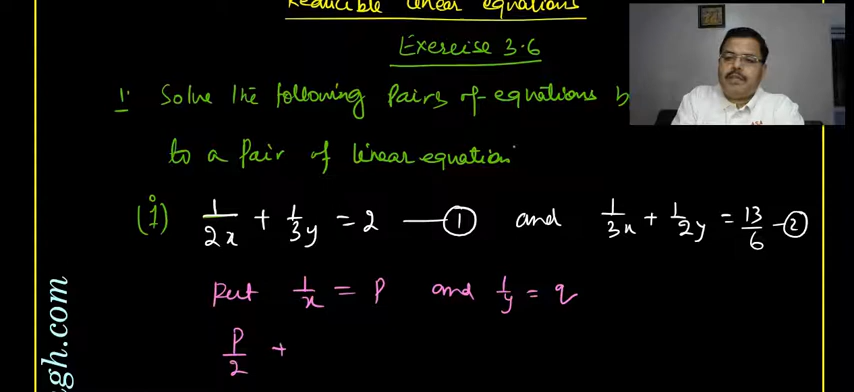 Reducible linear equations
Exercise 3.6
1. Solve the following Pairs of equations b
to a pair of linear equation
(i) 1/2x + 1/3y = 2 —① and 1/3x + 1/2y = 13/6 —②
Put 1/x = P and 1/y = q
P/2 +
gh.com